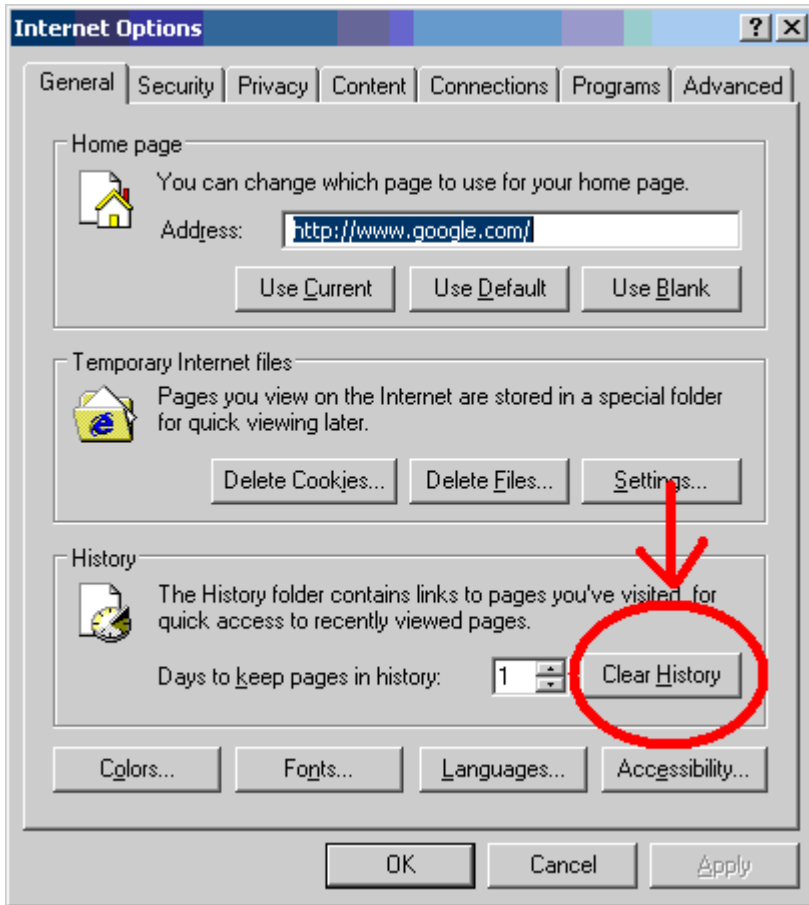 Internet Options
General Security Privacy Content Connections Programs Advanced
Home page
You can change which page to use for your home page.
Address: http://www.google.com/
Use Current Use Default Use Blank
Temporary Internet files
Pages you view on the Internet are stored in a special folder
for quick viewing later.
Delete Cookies... Delete Files... Settings...
History
The History folder contains links to pages you've visited, for
quick access to recently viewed pages.
Days to keep pages in history: 1 Clear History
Colors... Fonts... Languages... Accessibility...
OK Cancel Apply